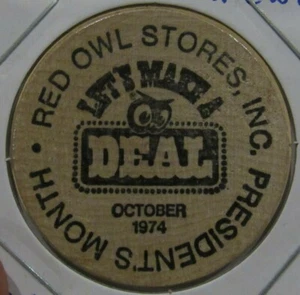 • RED OWL STORES, INC. PRESIDENT'S MONTH
LET'S MAKE A
DEAL
OCTOBER
1974